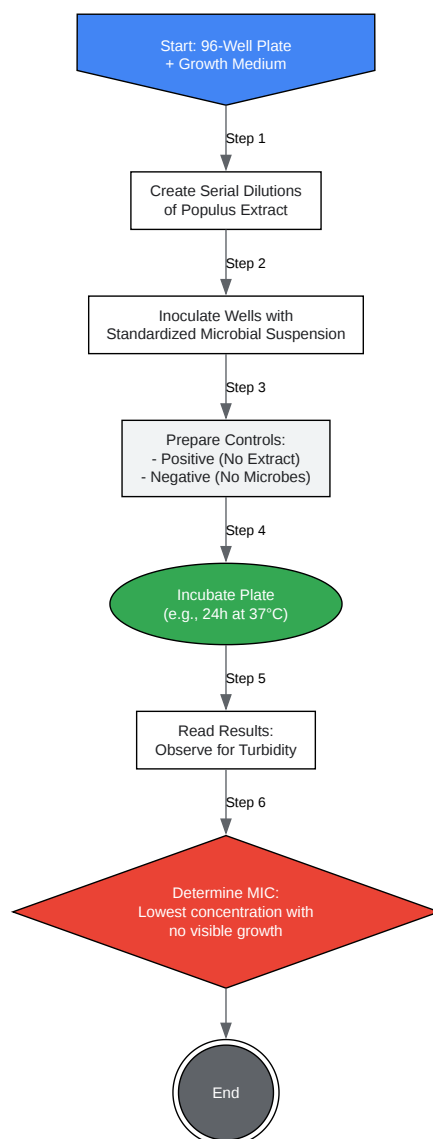 Start: 96-Well Plate
+ Growth Medium
Step 1
Create Serial Dilutions
of Populus Extract
Step 2
Inoculate Wells with
Standardized Microbial Suspension
Step 3
Prepare Controls:
- Positive (No Extract)
- Negative (No Microbes)
Step 4
Incubate Plate
(e.g., 24h at 37°C)
Step 5
Read Results:
Observe for Turbidity
Step 6
Determine MIC:
Lowest concentration with
no visible growth
End